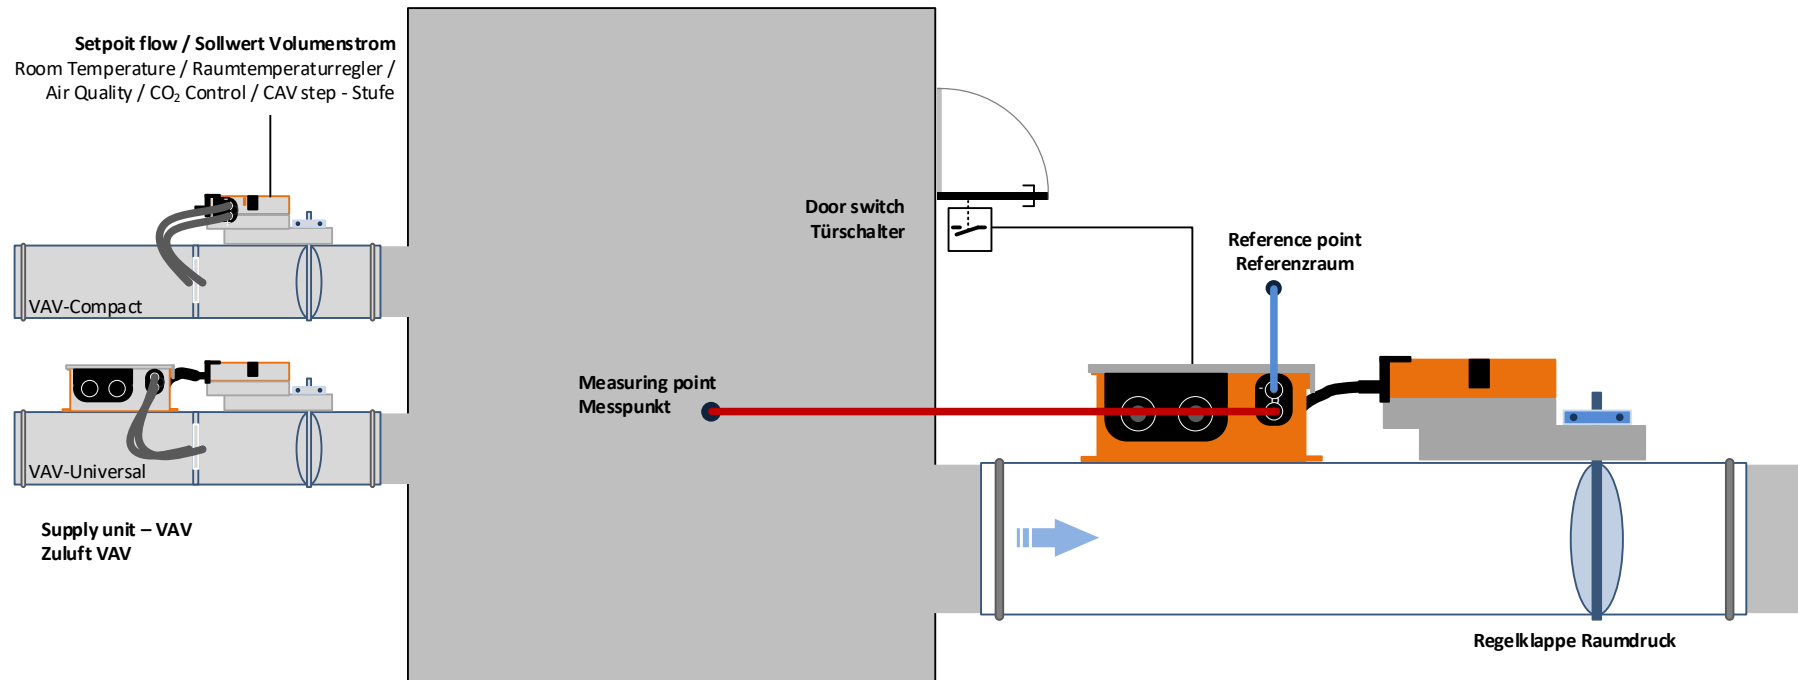 Setpoit flow / Sollwert Volumenstrom
Room Temperature / Raumtemperaturregler /
Air Quality / CO₂ Control / CAV step - Stufe
VAV-Compact
VAV-Universal
Supply unit – VAV
Zuluft VAV
Measuring point
Messpunkt
Door switch
Türschalter
Reference point
Referenzraum
Regelklappe Raumdruck